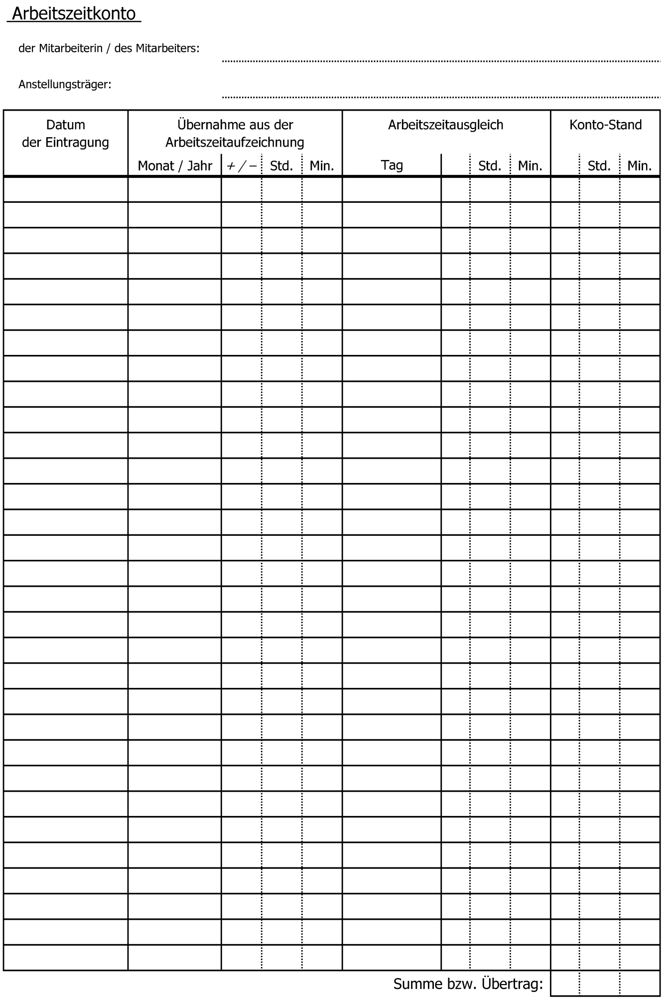 Arbeitszeitkonto
der Mitarbeiterin / des Mitarbeiters:
Anstellungsträger:
Datum
der Eintragung
Übernahme aus der
Arbeitszeitaufzeichnung
Arbeitszeitausgleich
Konto-Stand
Monat / Jahr + / – Std. Min. Tag Std. Min. Std. Min.
Summe bzw. Übertrag: